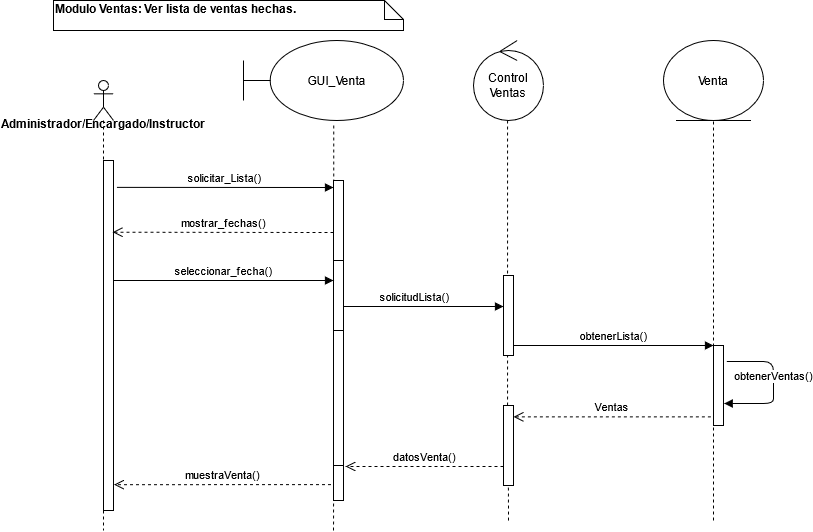 Modulo Ventas: Ver lista de ventas hechas.
GUI_Venta
Control
Ventas
Venta
Administrador/Encargado/Instructor
solicitar_Lista()
mostrar_fechas()
seleccionar_fecha()
solicitudLista()
obtenerLista()
obtenerVentas()
Ventas
datosVenta()
muestraVenta()